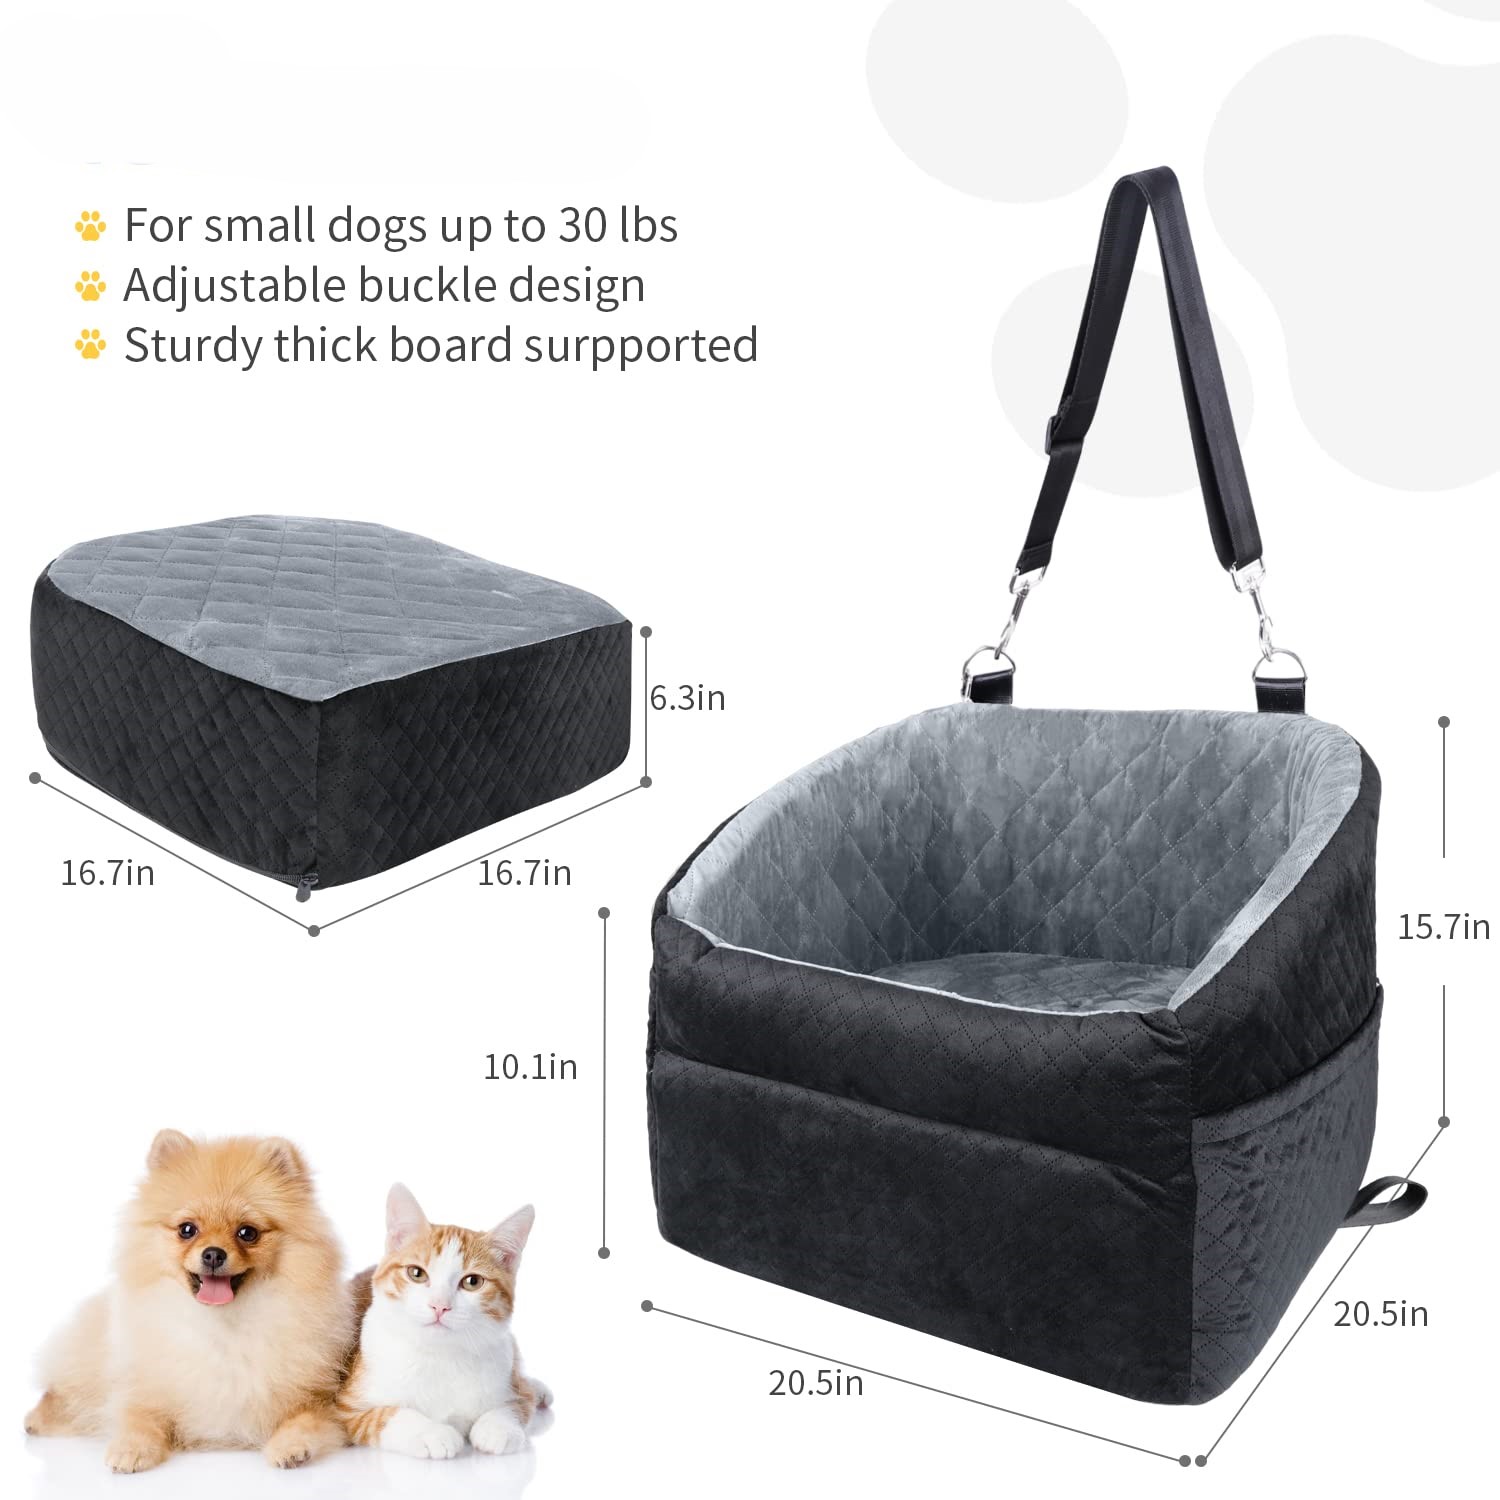 For small dogs up to 30 lbs
Adjustable buckle design
Sturdy thick board surpported
6.3in
16.7in
16.7in
15.7in
10.1in
20.5in
20.5in